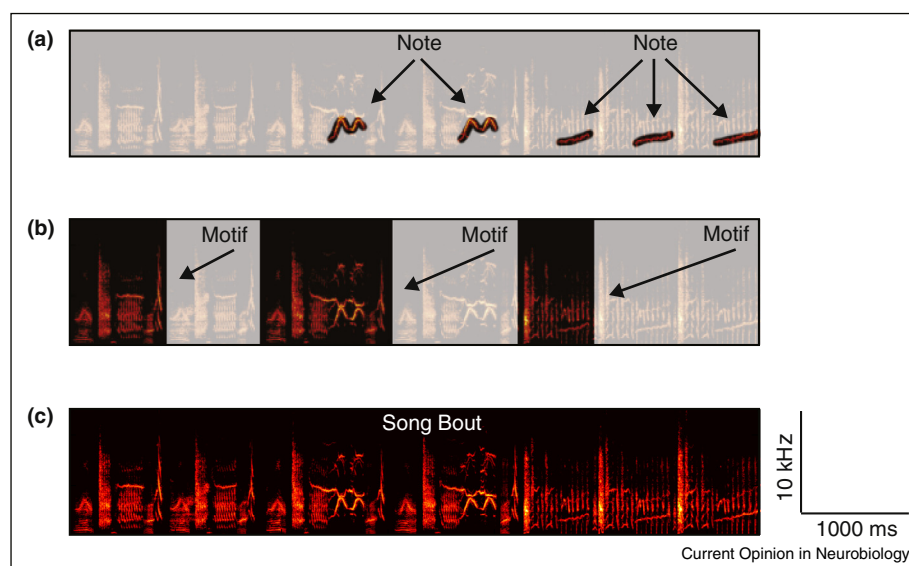 (a)
Note
Note
(b)
Motif
Motif
Motif
(c)
Song Bout
10 kHz
1000 ms
Current Opinion in Neurobiology